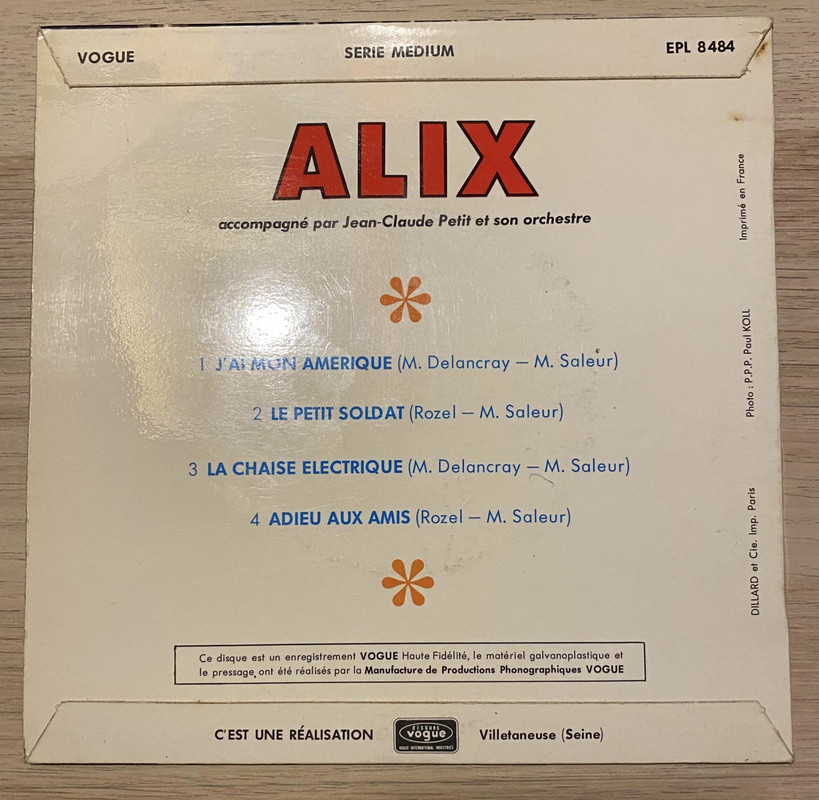 VOGUE
SERIE MEDIUM
EPL 8484
ALIX
accompagné par Jean-Claude Petit et son orchestre
1 J'AI MON AMERIQUE (M. Delancray – M. Saleur)
2 LE PETIT SOLDAT (Rozel – M. Saleur)
3 LA CHAISE ELECTRIQUE (M. Delancray – M. Saleur)
4 ADIEU AUX AMIS (Rozel – M. Saleur)
Imprimé en France
Photo : P.P.P. Paul KOLL
DILLARD et Cie. Imp. Paris
Ce disque est un enregistrement VOGUE Haute Fidélité, le matériel galvanoplastique et
le pressage, ont été réalisés par la Manufacture de Productions Phonographiques VOGUE
C'EST UNE RÉALISATION
DISQUES
vogue
VOGUE INTERNATIONAL INDUSTRIES
Villetaneuse (Seine)